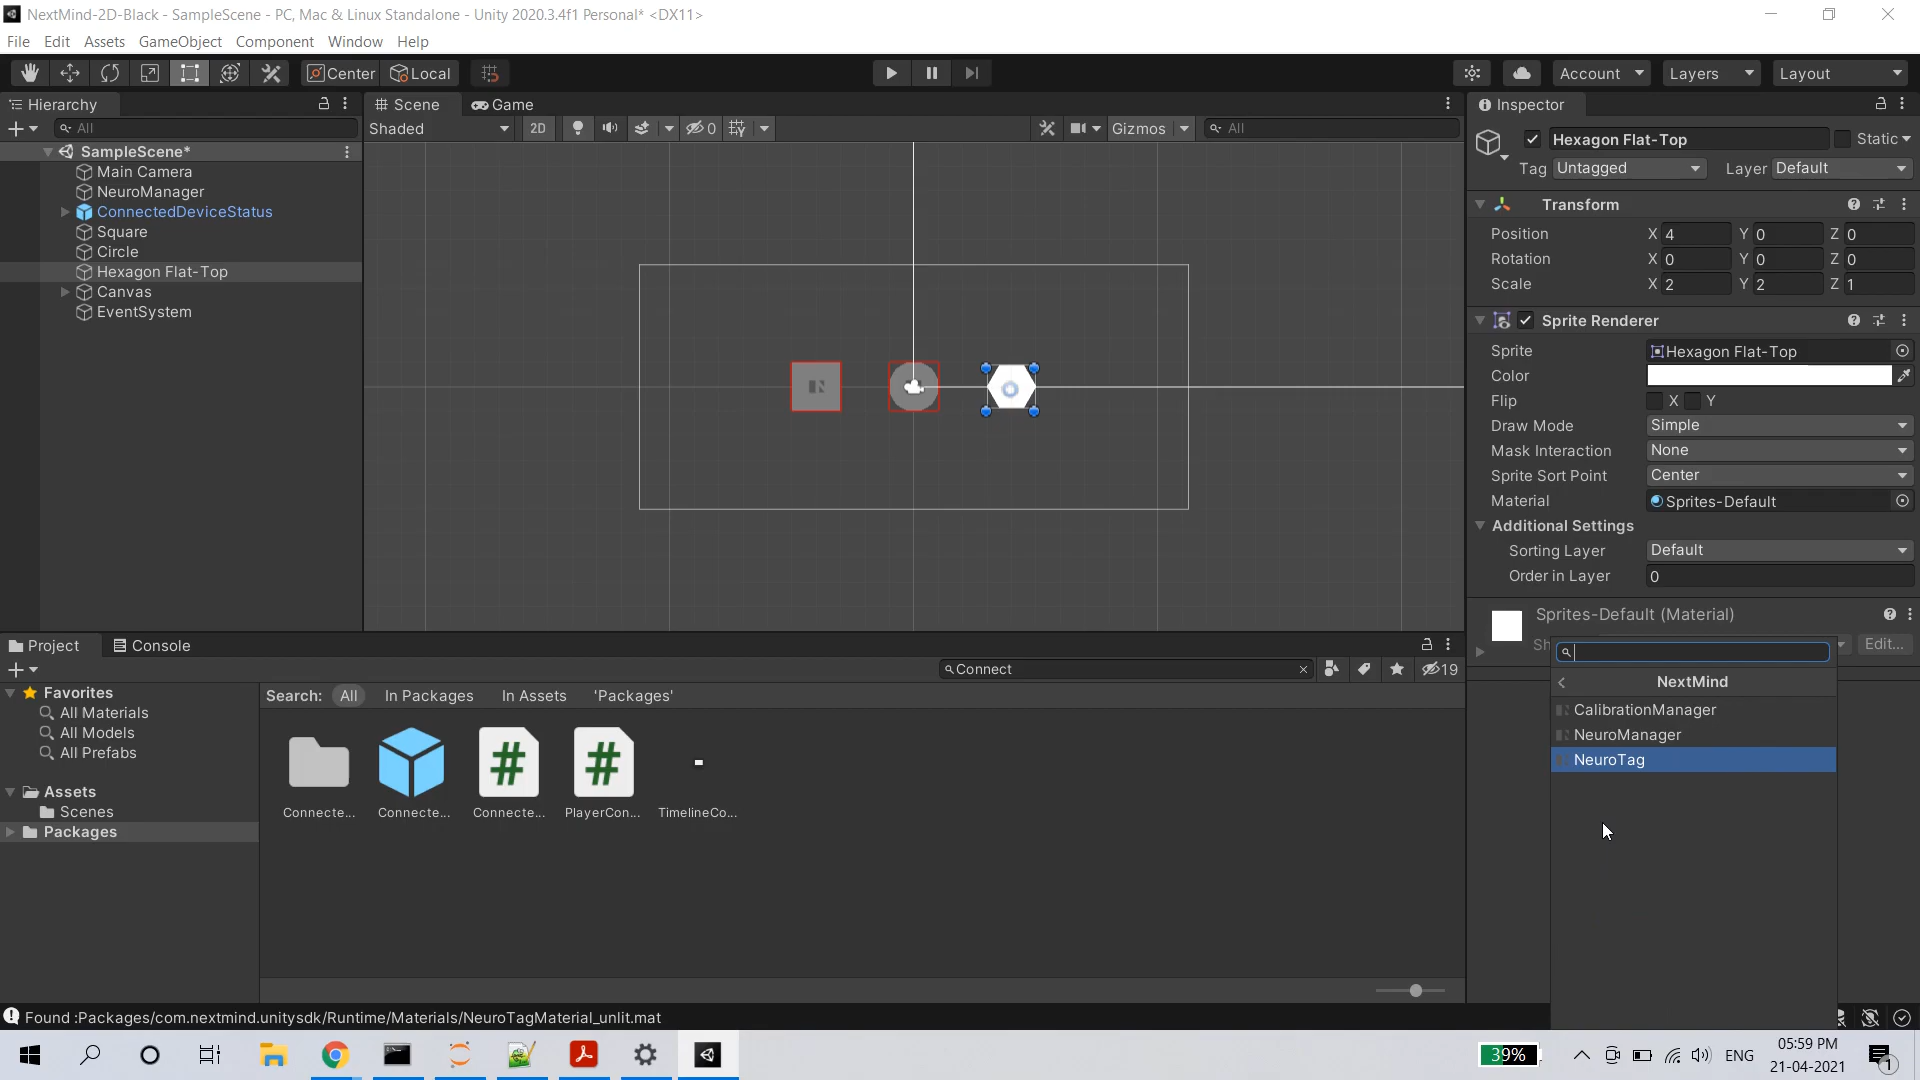 NextMind-2D-Black - SampleScene - PC, Mac & Linux Standalone - Unity 2020.3.4f1 Personal* <DX11>
File Edit Assets GameObject Component Window Help
Center Local Account Layers Layout
Hierarchy
All
SampleScene*
Main Camera
NeuroManager
ConnectedDeviceStatus
Square
Circle
Hexagon Flat-Top
Canvas
EventSystem
Scene Game
Shaded 2D 0 Gizmos All
Inspector
Hexagon Flat-Top Static
Tag Untagged Layer Default
Transform
Position X 4 Y 0 Z 0
Rotation X 0 Y 0 Z 0
Scale X 2 Y 2 Z 1
Sprite Renderer
Sprite Hexagon Flat-Top
Color
Flip X Y
Draw Mode Simple
Mask Interaction None
Sprite Sort Point Center
Material Sprites-Default
Additional Settings
Sorting Layer Default
Order in Layer 0
Sprites-Default (Material)
Sh Edit...
NextMind
CalibrationManager
NeuroManager
NeuroTag
Project Console
Connect 19
Favorites
All Materials
All Models
All Prefabs
Assets
Scenes
Packages
Search: All In Packages In Assets 'Packages'
Connecte... Connecte... Connecte... PlayerCon... TimelineCo...
Found :Packages/com.nextmind.unitysdk/Runtime/Materials/NeuroTagMaterial_unlit.mat
39% ENG
05:59 PM
21-04-2021
1